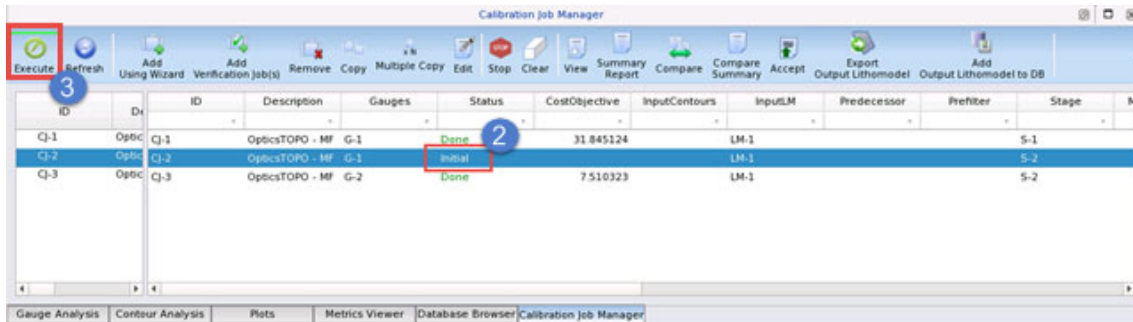 Calibration Job Manager
Execute Refresh Add Using Wizard Add Verification Job(s) Remove Copy Multiple Copy Edit STOP Stop Clear View Summary Report Compare Compare Summary Accept Export Output Lithomodel Add Output Lithomodel to DB
3
ID De ID Description Gauges Status CostObjective InputContours InputLM Predecessor Prefilter Stage
CJ-1 Optic CJ-1 OpticsTOPO - MF G-1 Done 2 31.845124 LM-1 S-1
CJ-2 Optic CJ-2 OpticsTOPO - MF G-1 Initial LM-1 S-2
CJ-3 Optic CJ-3 OpticsTOPO - MF G-2 Done 7.510323 LM-1 S-2
Gauge Analysis Contour Analysis Plots Metrics Viewer Database Browser Calibration Job Manager